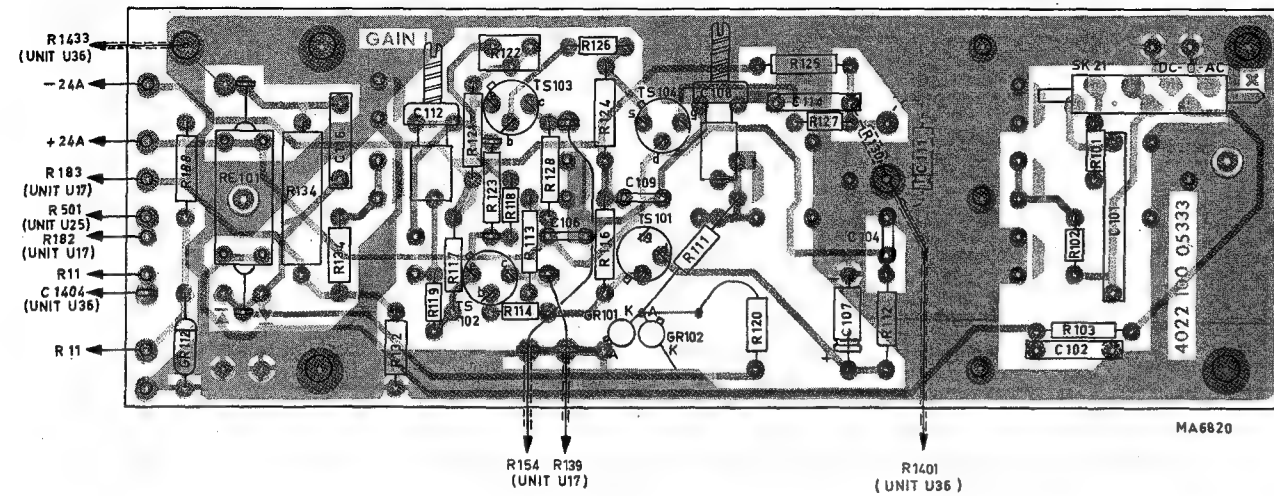 R1433
(UNIT U36)
-24A
+24A
R183
(UNIT U17)
R501
(UNIT U25)
R182
(UNIT U17)
R11
C1404
(UNIT U36)
R11
GAIN I
R122
R126
TS103
c
b
C112
R121
R124
TS104
s
g
d
C108
R125
C114
R127
R188
RE101
R134
R123
R118
R128
C109
C106
R113
R116
TS101
R111
R117
R119
TS
102
b
c
R114
GR101
K
A
A
GR102
K
R120
C107
+
R112
C104
R132
GR112
C111
SK21
DC-0-AC
X
R101
C101
R102
R103
C102
4022 100 05333
MA6820
R154
R139
(UNIT U17)
R1401
(UNIT U36)